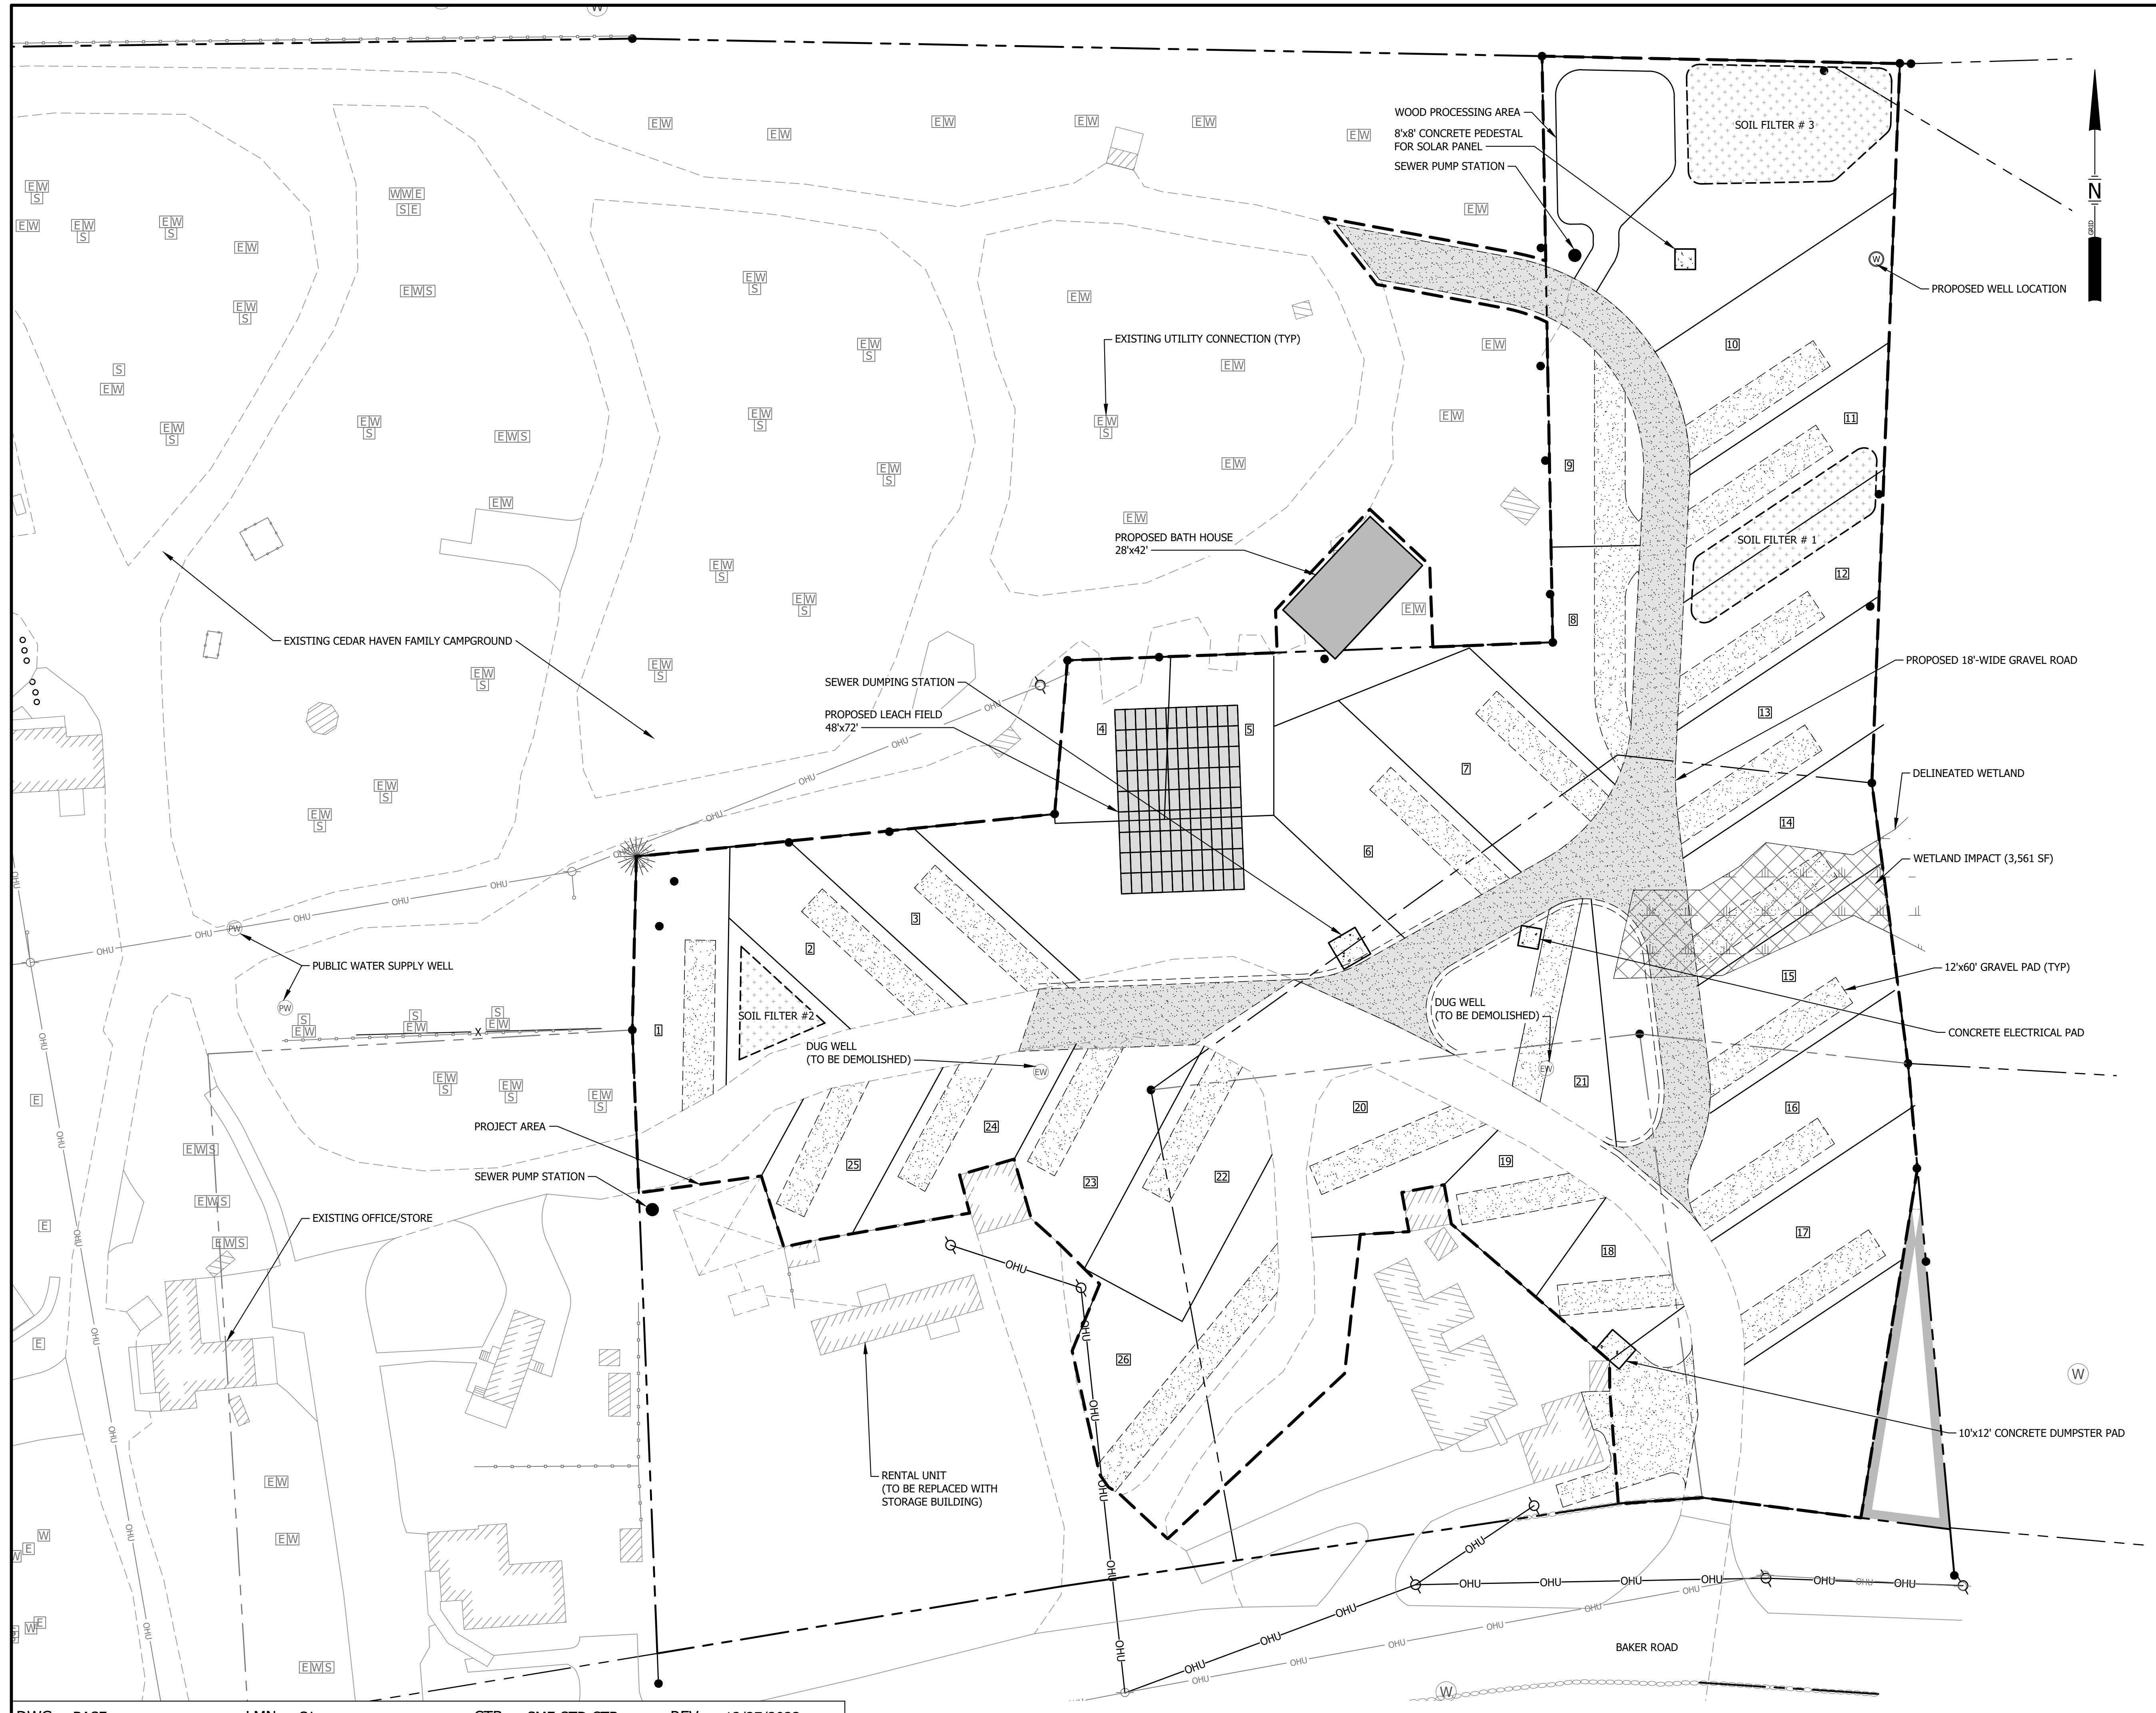 WOOD PROCESSING AREA
8'x8' CONCRETE PEDESTAL
FOR SOLAR PANEL
SEWER PUMP STATION
SOIL FILTER # 3
N
GRID
W
PROPOSED WELL LOCATION
EXISTING UTILITY CONNECTION (TYP)
10
11
9
SOIL FILTER # 1
PROPOSED BATH HOUSE
28'x42'
12
8
EXISTING CEDAR HAVEN FAMILY CAMPGROUND
PROPOSED 18'-WIDE GRAVEL ROAD
SEWER DUMPING STATION
PROPOSED LEACH FIELD
48'x72'
4
5
13
7
DELINEATED WETLAND
14
6
WETLAND IMPACT (3,561 SF)
3
2
PUBLIC WATER SUPPLY WELL
PW
PW
15
12'x60' GRAVEL PAD (TYP)
1
SOIL FILTER #2
DUG WELL
(TO BE DEMOLISHED)
EW
DUG WELL
(TO BE DEMOLISHED)
EW
CONCRETE ELECTRICAL PAD
21
20
16
PROJECT AREA
24
25
19
SEWER PUMP STATION
23
22
EXISTING OFFICE/STORE
17
18
26
W
10'x12' CONCRETE DUMPSTER PAD
RENTAL UNIT
(TO BE REPLACED WITH
STORAGE BUILDING)
OHU
BAKER ROAD
W